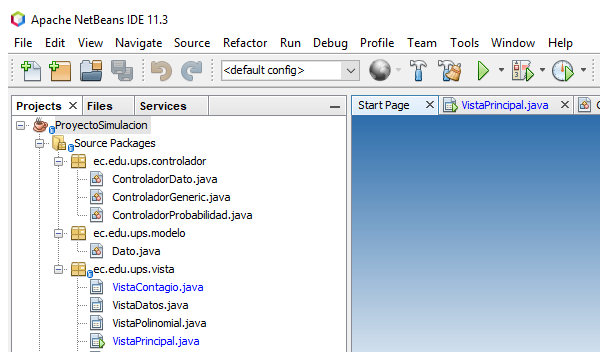 Apache NetBeans IDE 11.3
File Edit View Navigate Source Refactor Run Debug Profile Team Tools Window Help
<default config>
Projects Files Services
Start Page VistaPrincipal.java
ProyectoSimulacion
Source Packages
ec.edu.ups.controlador
ControladorDato.java
ControladorGeneric.java
ControladorProbabilidad.java
ec.edu.ups.modelo
Dato.java
ec.edu.ups.vista
VistaContagio.java
VistaDatos.java
VistaPolinomial.java
VistaPrincipal.java